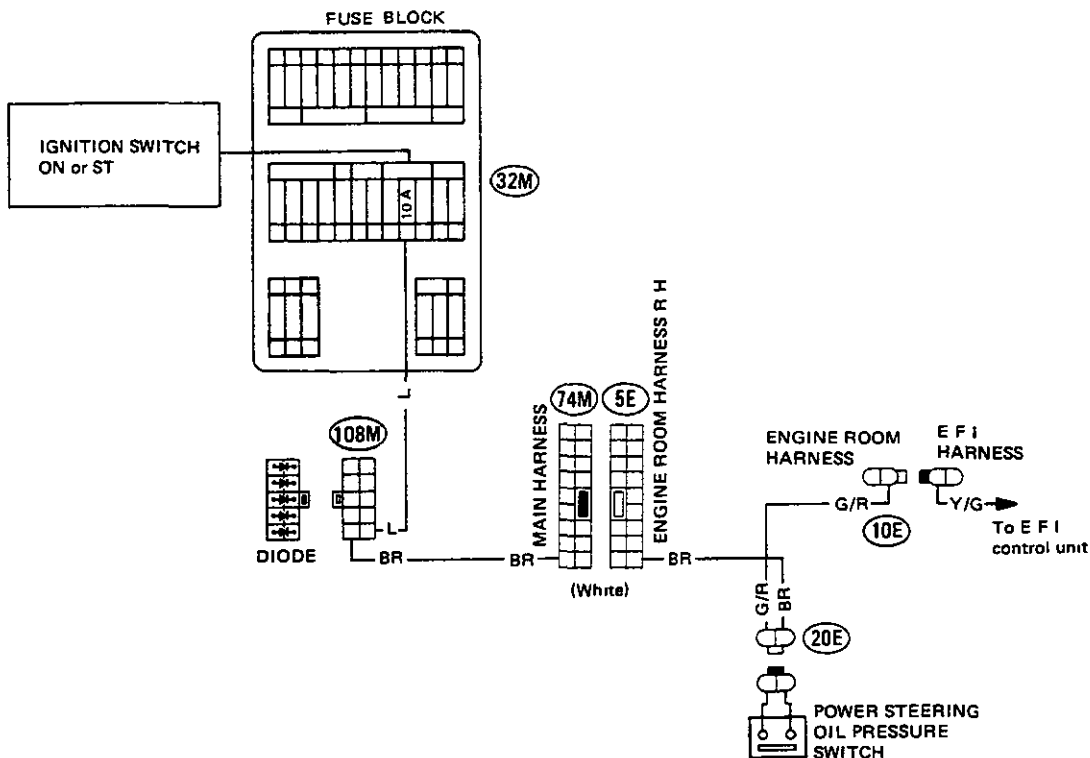 FUSE BLOCK
IGNITION SWITCH
ON or ST
10 A
32M
L
108M
DIODE
L
BR
BR
MAIN HARNESS
74M
5E
ENGINE ROOM HARNESS R H
(White)
BR
ENGINE ROOM
HARNESS
E F i
HARNESS
G/R
10E
Y/G
To E F I
control unit
G/R
BR
20E
POWER STEERING
OIL PRESSURE
SWITCH